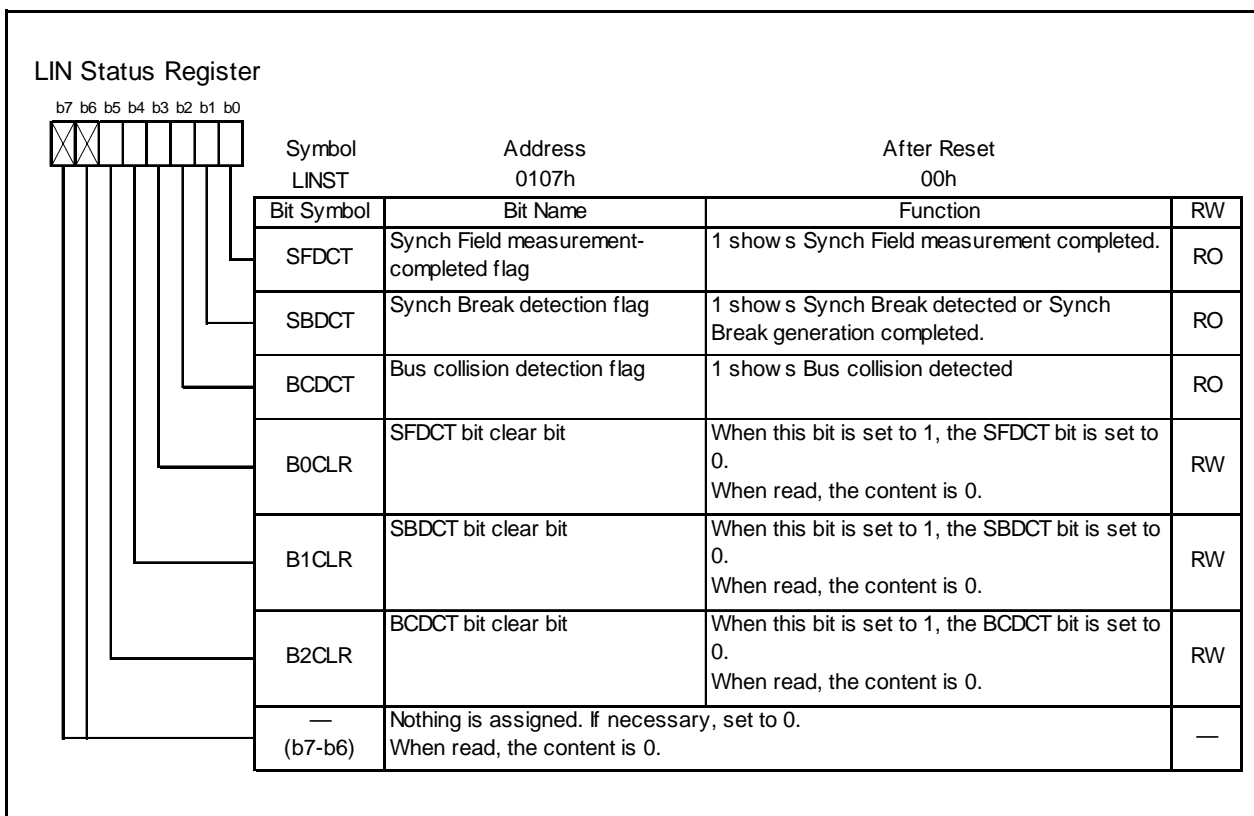 LIN Status Register
b7 b6 b5 b4 b3 b2 b1 b0
Symbol Address After Reset
LINST 0107h 00h
Bit Symbol Bit Name Function RW
SFDCT Synch Field measurement- 1 shows Synch Field measurement completed. RO
completed flag
SBDCT Synch Break detection flag 1 shows Synch Break detected or Synch RO
Break generation completed.
BCDCT Bus collision detection flag 1 shows Bus collision detected RO
B0CLR SFDCT bit clear bit When this bit is set to 1, the SFDCT bit is set to RW
0.
When read, the content is 0.
B1CLR SBDCT bit clear bit When this bit is set to 1, the SBDCT bit is set to RW
0.
When read, the content is 0.
B2CLR BCDCT bit clear bit When this bit is set to 1, the BCDCT bit is set to RW
0.
When read, the content is 0.
— Nothing is assigned. If necessary, set to 0. —
(b7-b6) When read, the content is 0.